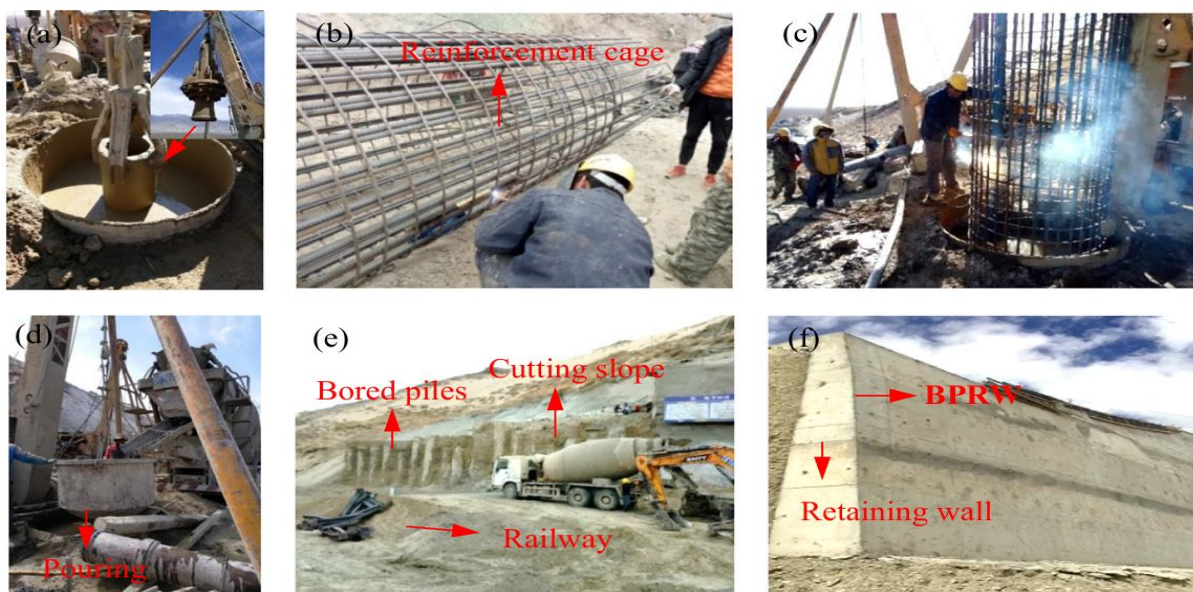 (a)
(b)
Reinforcement cage
(c)
(d)
Pouring
(e)
Bored piles
Cutting slope
Railway
(f)
BPRW
Retaining wall